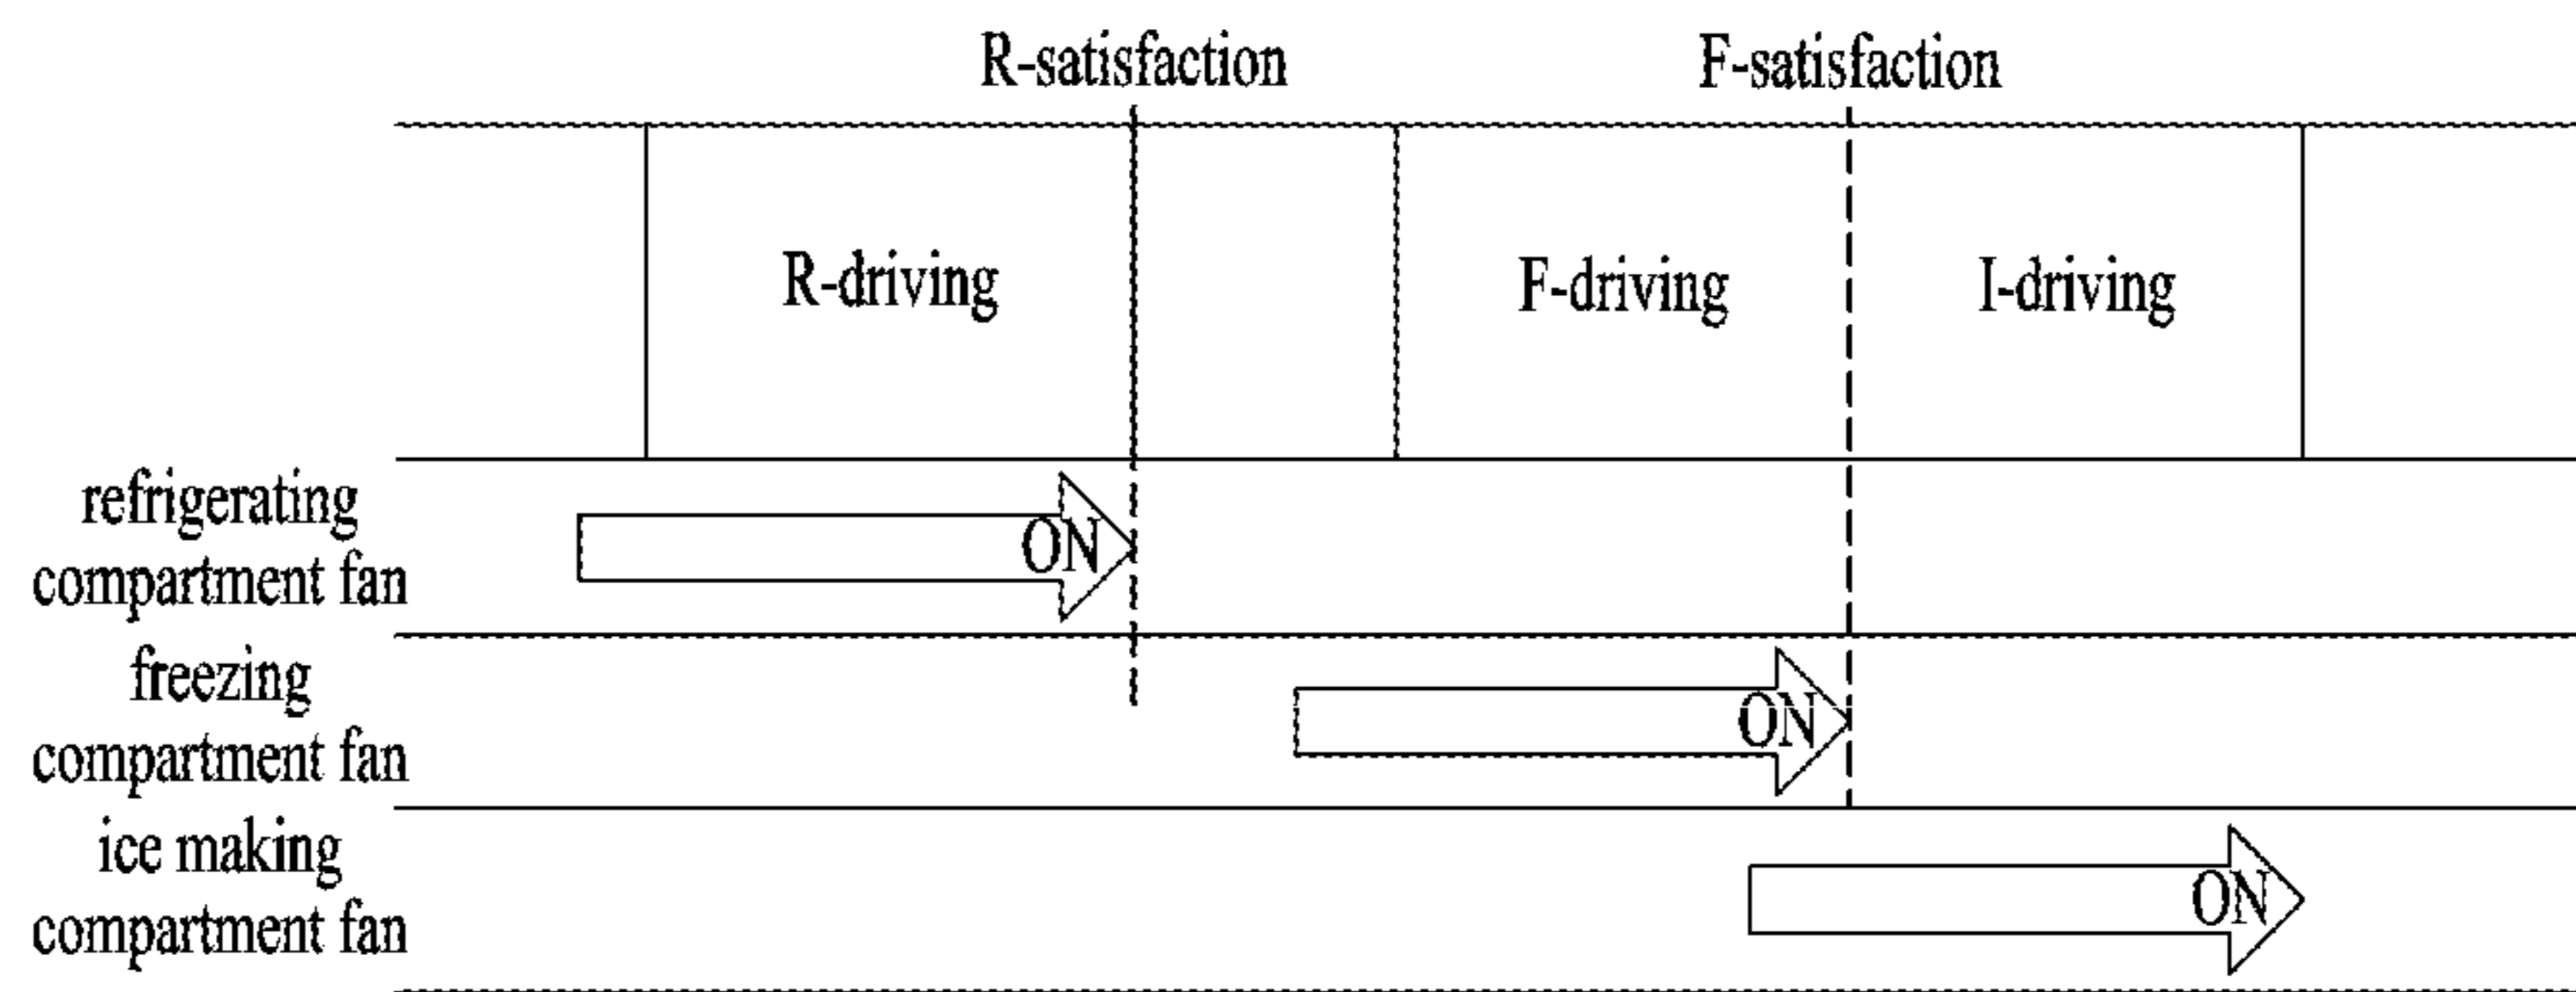 R-satisfaction
F-satisfaction
R-driving
F-driving
I-driving
refrigerating
compartment fan
ON
freezing
compartment fan
ON
ice making
compartment fan
ON